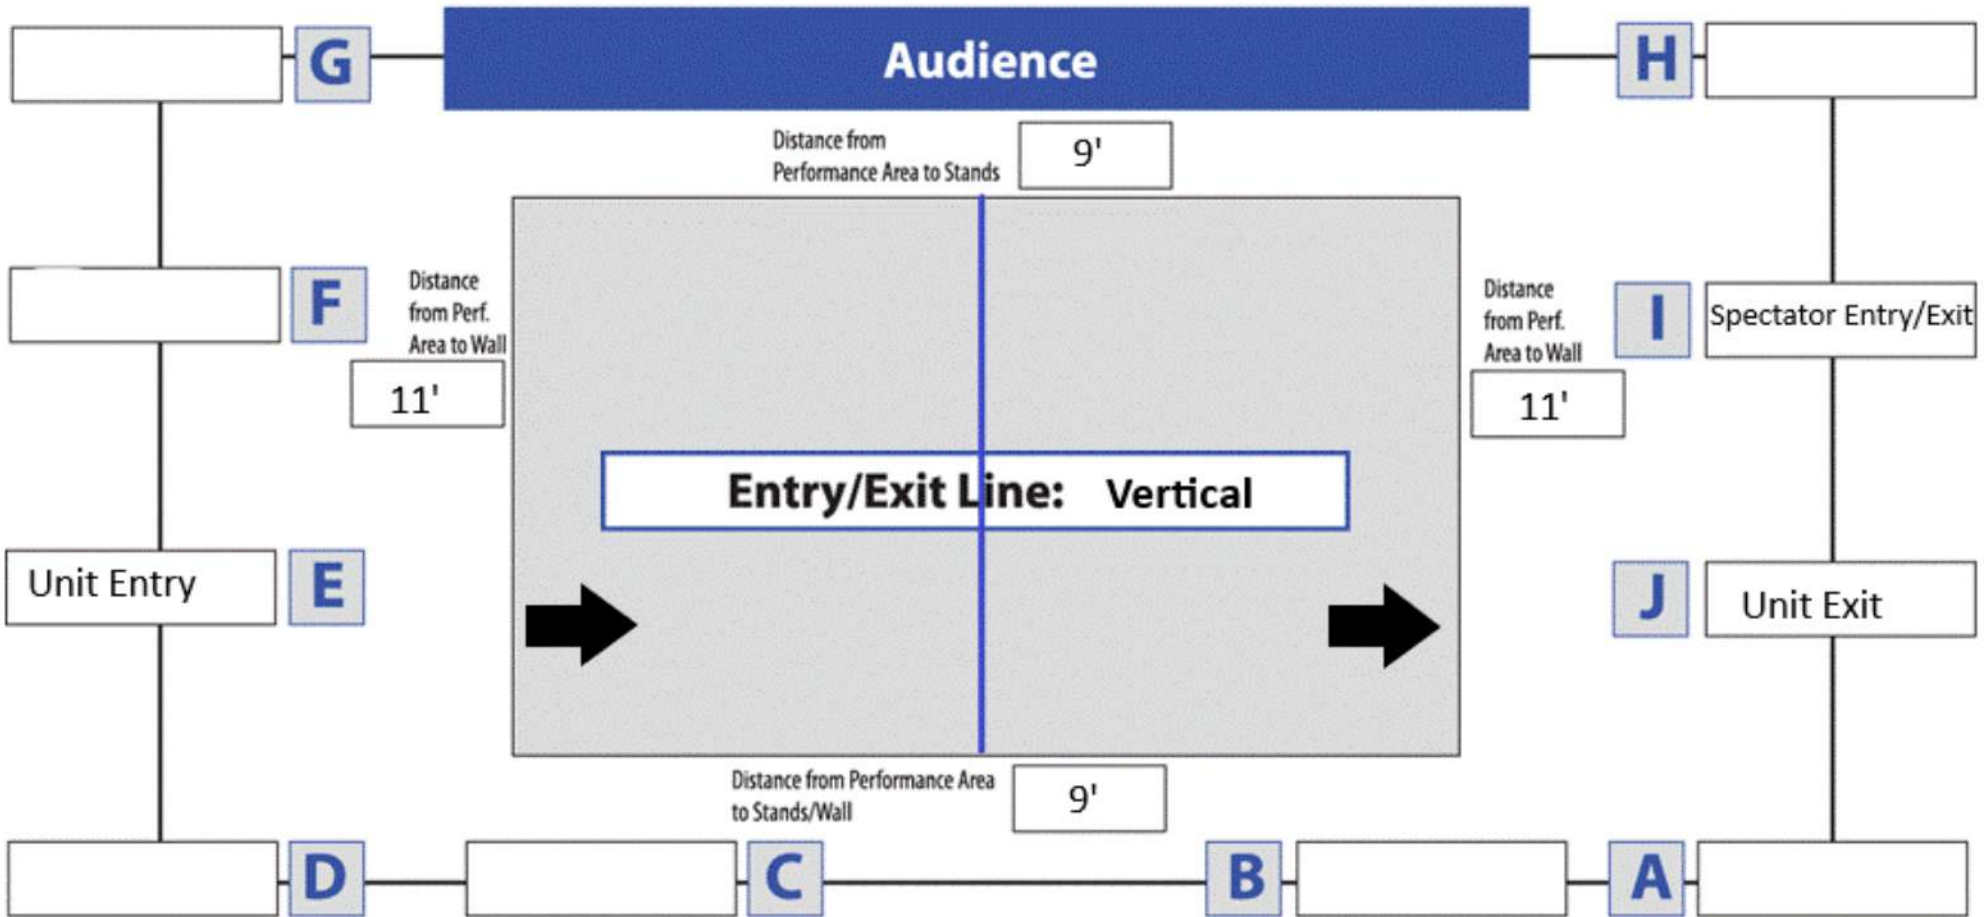 G
Audience
H
Distance from
Performance Area to Stands
9'
F
Distance
from Perf.
Area to Wall
11'
Distance
from Perf.
Area to Wall
11'
I
Spectator Entry/Exit
Entry/Exit Line: Vertical
Unit Entry
E
J
Unit Exit
Distance from Performance Area
to Stands/Wall
9'
D
C
B
A